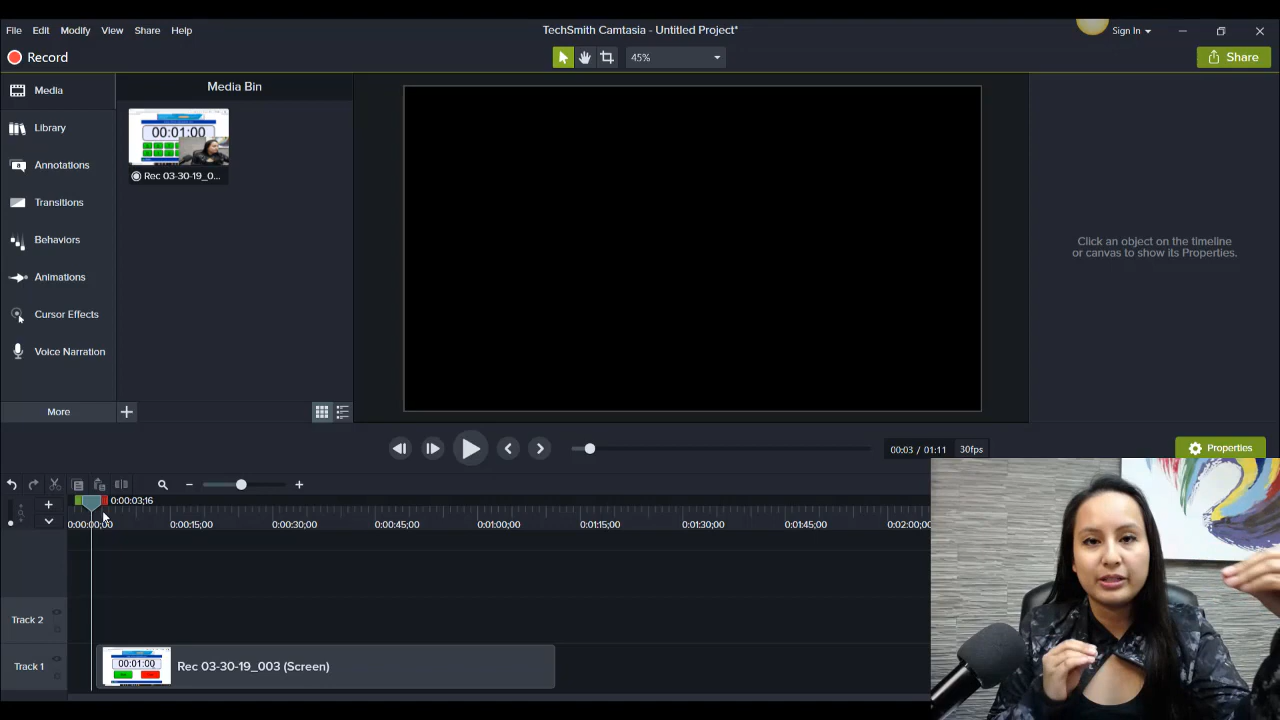 File Edit Modify View Share Help
TechSmith Camtasia - Untitled Project*
Sign In
Record
45%
Share
Media
Library
Annotations
Transitions
Behaviors
Animations
Cursor Effects
Voice Narration
More
Media Bin
00:01:00
Rec 03-30-19_0...
Click an object on the timeline
or canvas to show its Properties.
00:03 / 01:11 30fps
Properties
0:00:03;16
0:00:00;00 0:00:15;00 0:00:30;00 0:00:45;00 0:01:00;00 0:01:15;00 0:01:30;00 0:01:45;00 0:02:00;00
Track 2
Track 1
00:01:00
Rec 03-30-19_003 (Screen)